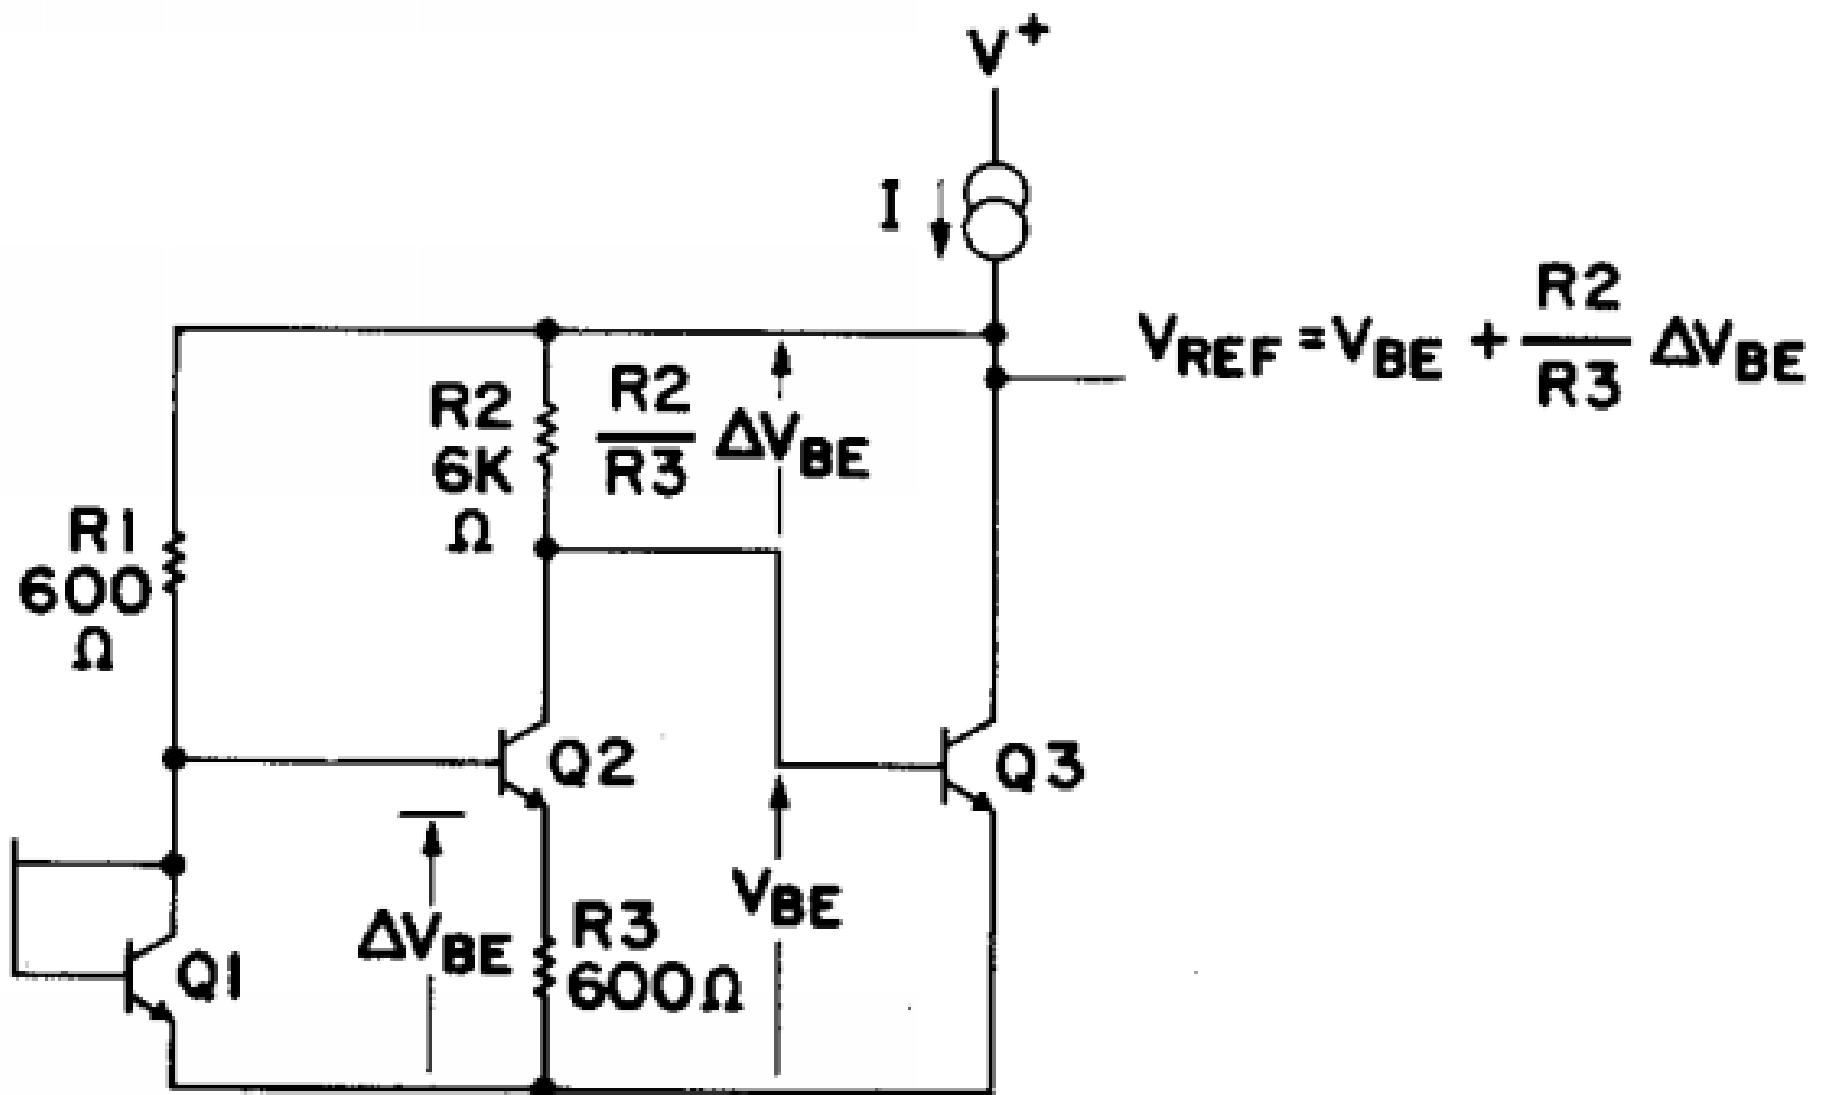 V+
I
VREF = VBE + R2/R3 ΔVBE
R2
6K
Ω
R2/R3 ΔVBE
R1
600
Ω
Q2
Q3
VBE
ΔVBE
R3
600Ω
Q1